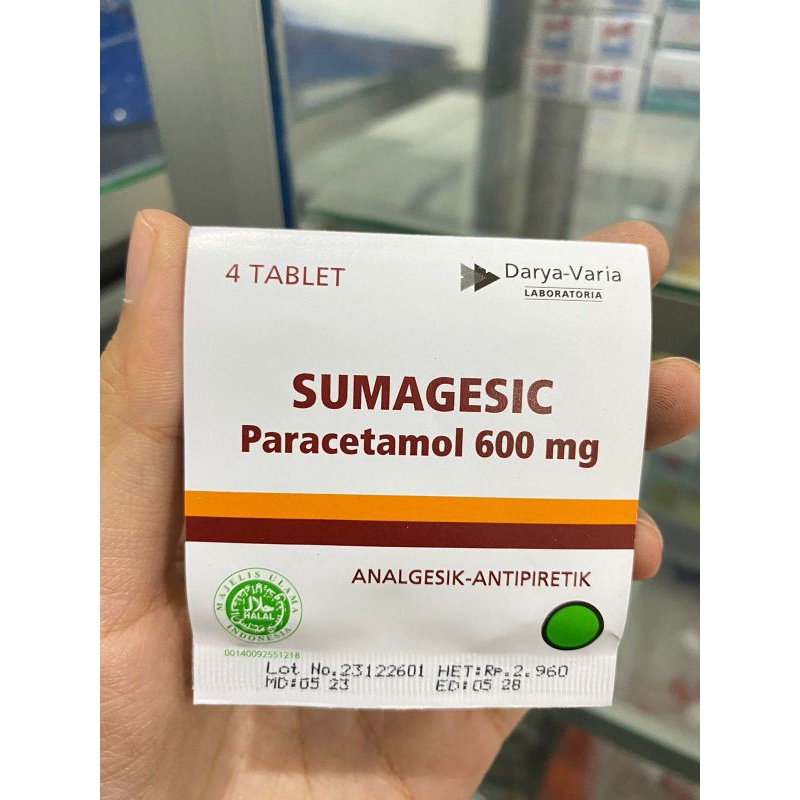 4 TABLET
Darya-Varia
LABORATORIA
SUMAGESIC
Paracetamol 600 mg
ANALGESIK-ANTIPIRETIK
MAJELIS ULAMA
حلال
HALAL
INDONESIA
00140092551218
Lot No.23122601 HET:Rp.2.960
MD:05 23 ED:05 28